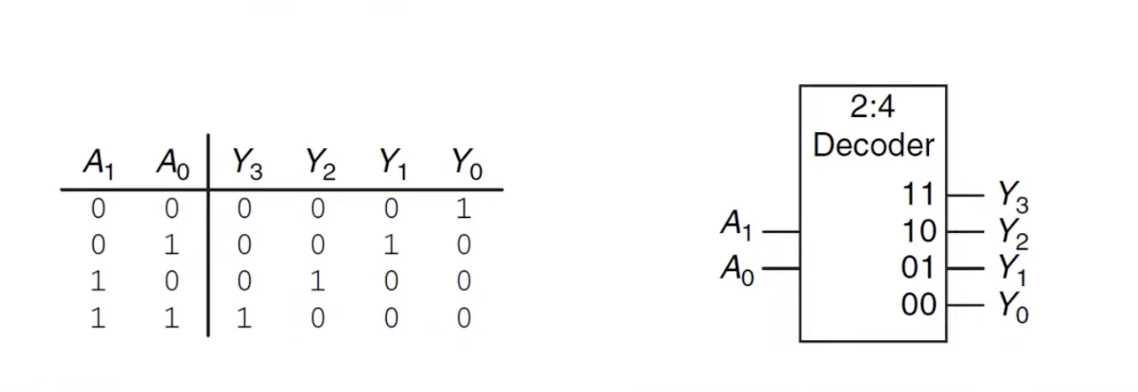 A₁ A₀ Y₃ Y₂ Y₁ Y₀
0 0 0 0 0 1
0 1 0 0 1 0
1 0 0 1 0 0
1 1 1 0 0 0
2:4
Decoder
A₁
A₀
11 Y₃
10 Y₂
01 Y₁
00 Y₀